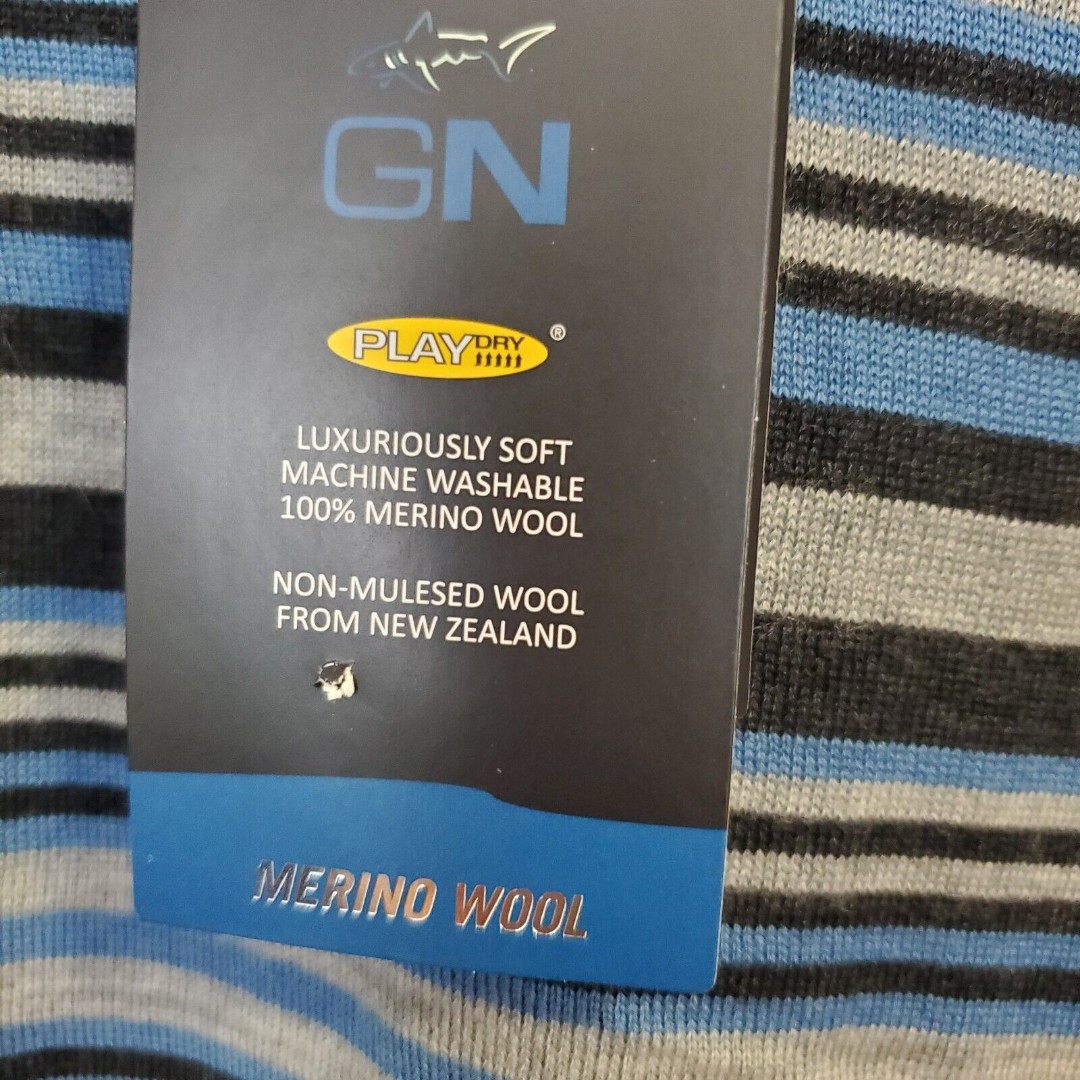 GN
PLAYDRY ®
LUXURIOUSLY SOFT
MACHINE WASHABLE
100% MERINO WOOL
NON-MULESED WOOL
FROM NEW ZEALAND
MERINO WOOL